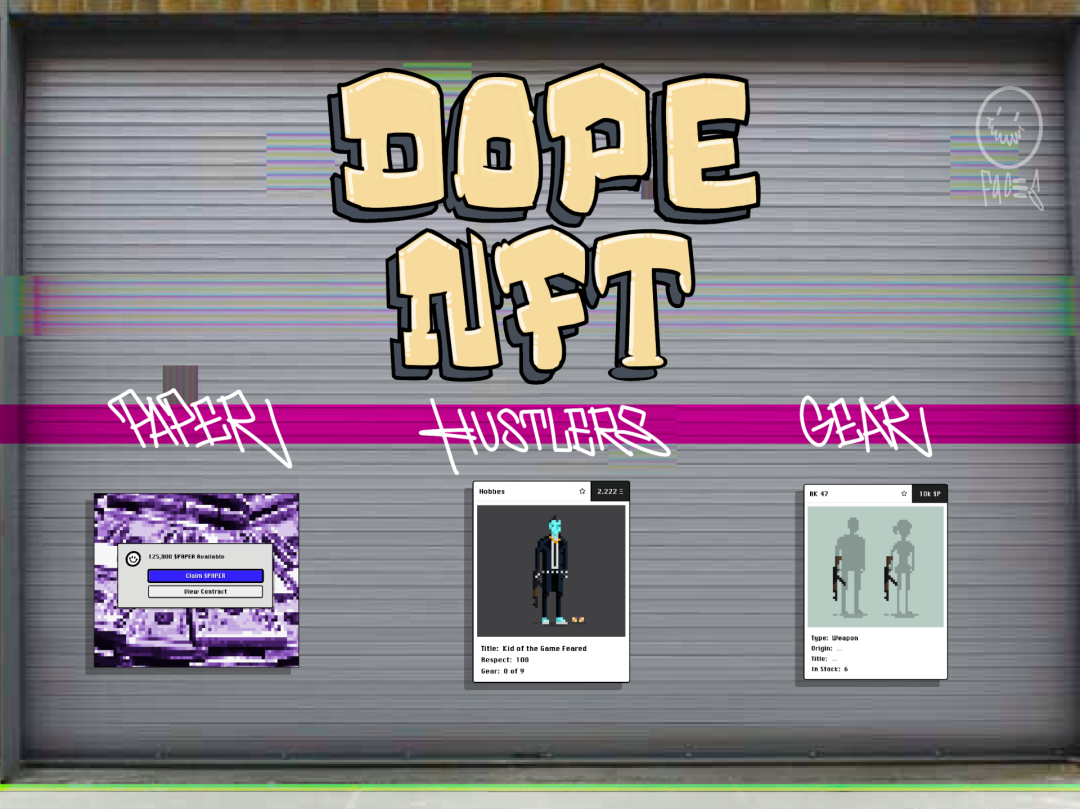 DOPE
NFT
FACES
PAPER
HUSTLERS
GEAR
125,000 $PAPER Available
Claim $PAPER
View Contract
Hobbes ☆ 2.222 Ξ
Title: Kid of the Game Feared
Respect: 100
Gear: 0 of 9
AK 47 ☆ 10k $P
Type: Weapon
Origin: ...
Title: ...
In Stock: 6